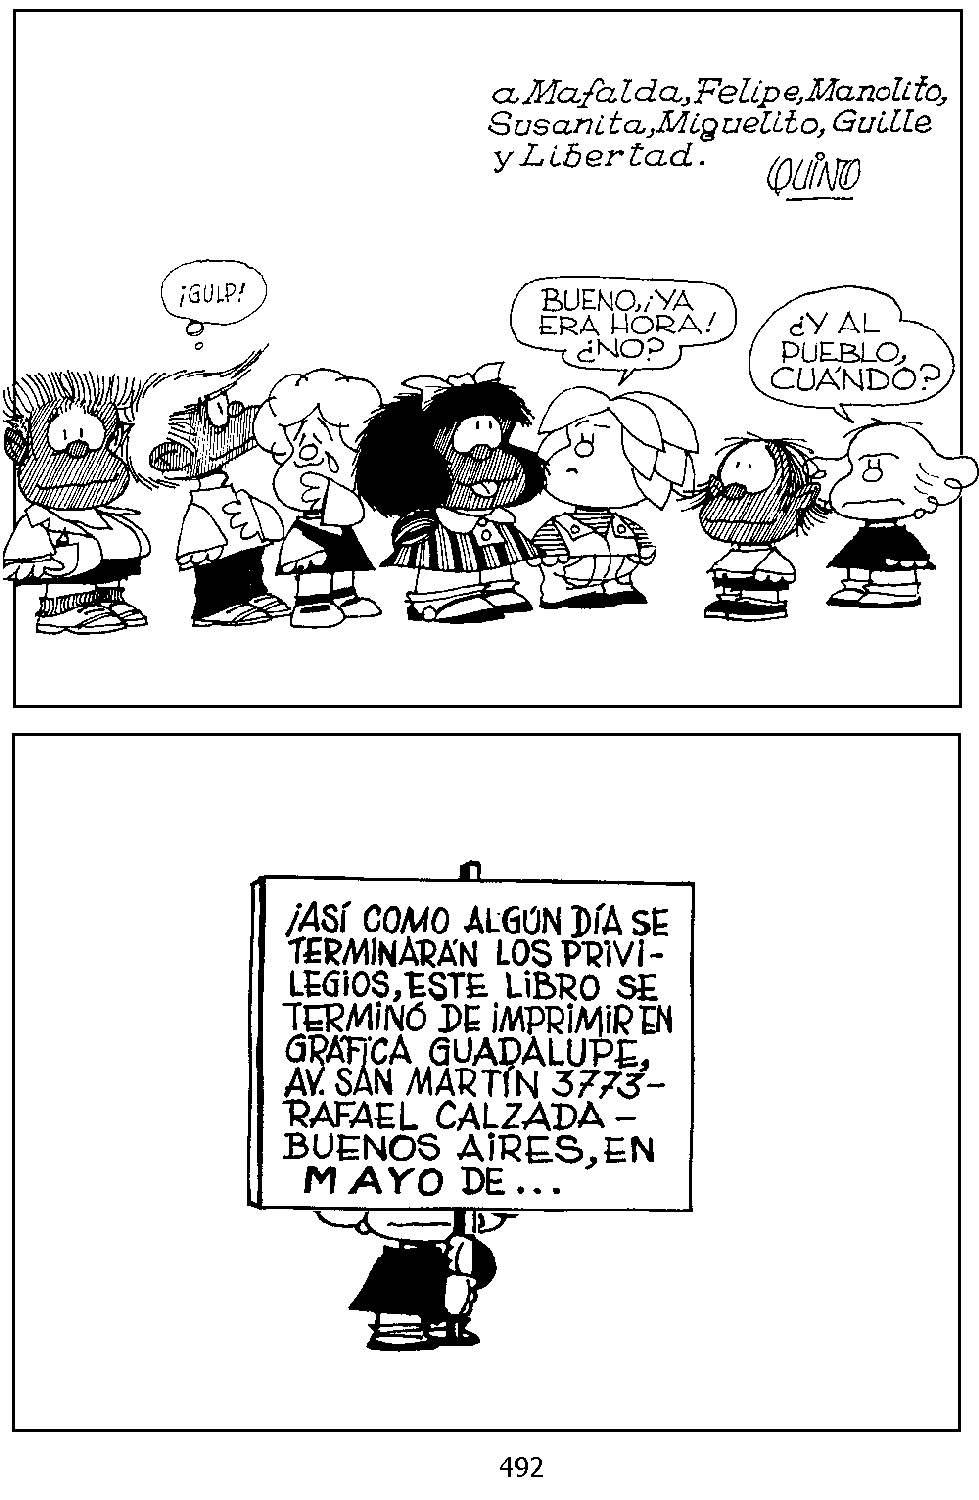 a Mafalda, Felipe, Manolito,
Susanita, Miguelito, Guille
y Libertad.
QUINO
¡GULP!
BUENO, ¡YA
ERA HORA!
¿NO?
¿Y AL
PUEBLO,
CUÁNDO?
¡ASÍ COMO ALGÚN DÍA SE
TERMINARÁN LOS PRIVI-
LEGIOS, ESTE LIBRO SE
TERMINÓ DE IMPRIMIR EN
GRÁFICA GUADALUPE,
AV. SAN MARTÍN 3773-
RAFAEL CALZADA-
BUENOS AIRES, EN
MAYO DE...
492